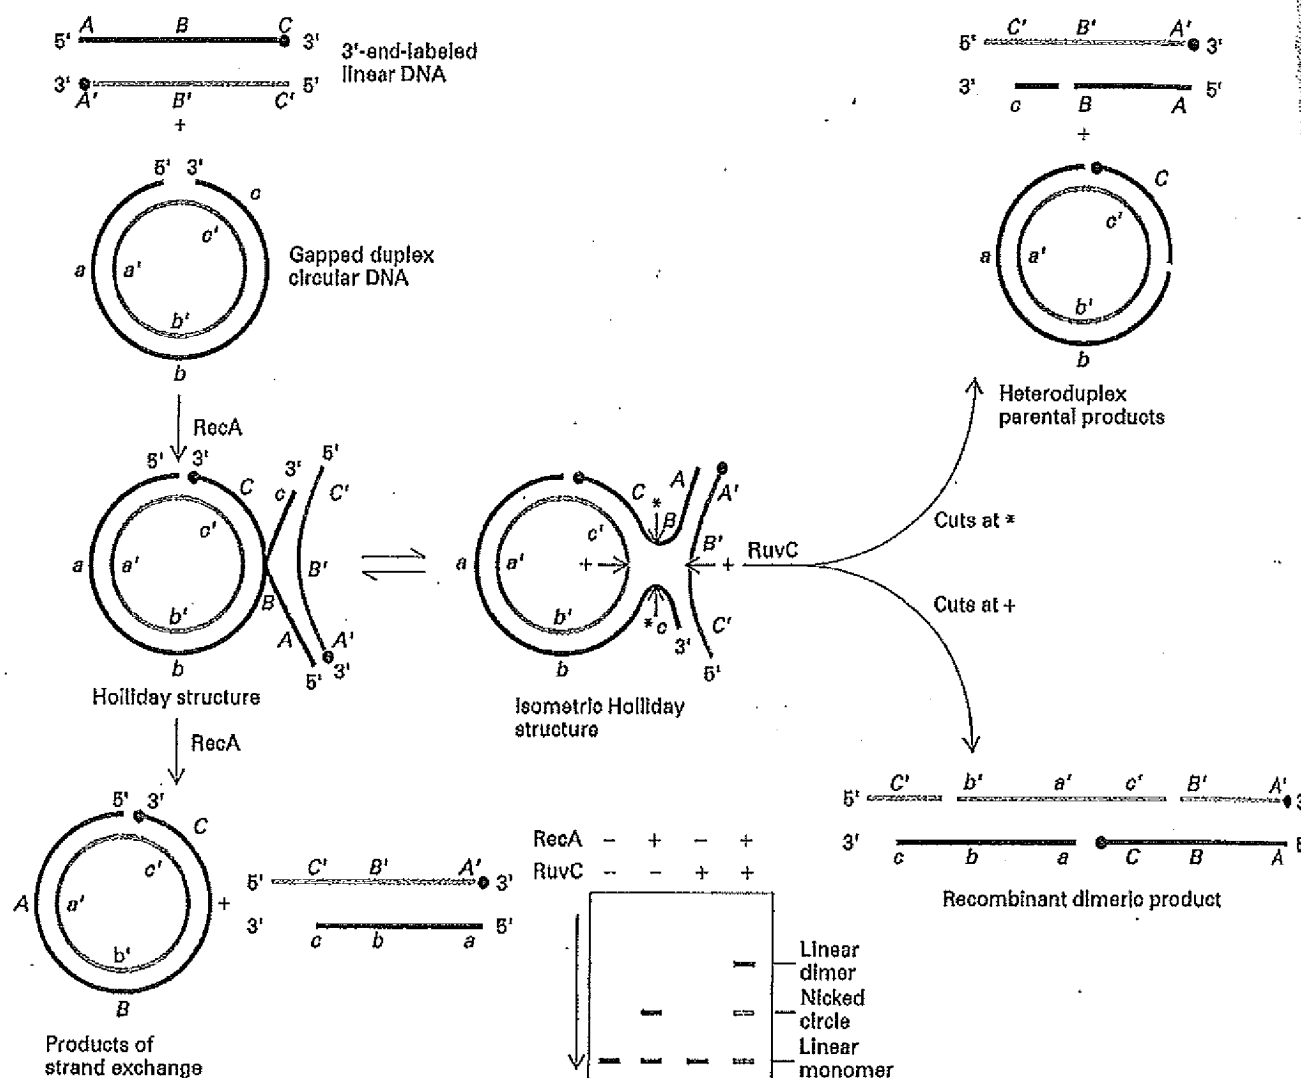 A B C
5' 3'
3'-end-labeled
linear DNA
3' 5'
A' B' C'
+
5' 3'
c
c'
Gapped duplex
circular DNA
a a'
b'
b
RecA
5' 3'
C
3'
5'
c
C'
c'
a a'
B'
b'
B
A
A'
b
5' 3'
Holliday structure
RecA
5' 3'
C
c'
A a'
b'
B
+
C' B' A'
5' 3'
3' 5'
c b a
Products of
strand exchange
C
A
A'
*
B
c'
B'
a a'
+
+
b'
* c
C'
3'
b
5'
Isometric Holliday
structure
RuvC
Cuts at *
Cuts at +
C' B' A'
5' 3'
3' 5'
c B A
+
C
c'
a a'
b'
b
Heteroduplex
parental products
C' b' a' c' B' A'
5' 3'
3' 5
c b a C B A
Recombinant dimeric product
RecA − + − +
RuvC − − + +
Linear
dimer
Nicked
circle
Linear
monomer